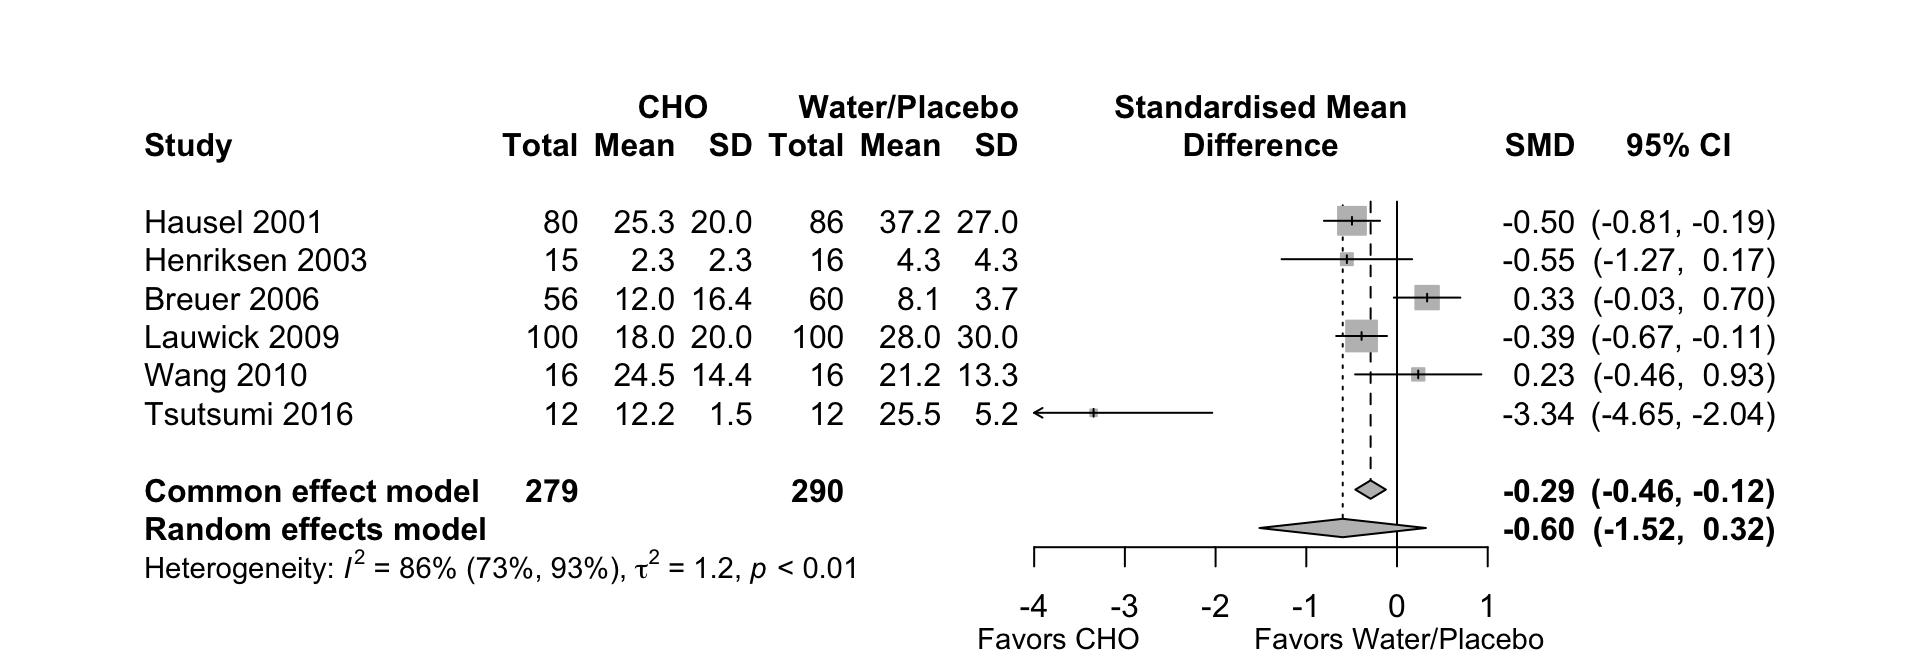 CHO Water/Placebo Standardised Mean
Study Total Mean SD Total Mean SD Difference SMD 95% CI
Hausel 2001 80 25.3 20.0 86 37.2 27.0 -0.50 (-0.81, -0.19)
Henriksen 2003 15 2.3 2.3 16 4.3 4.3 -0.55 (-1.27, 0.17)
Breuer 2006 56 12.0 16.4 60 8.1 3.7 0.33 (-0.03, 0.70)
Lauwick 2009 100 18.0 20.0 100 28.0 30.0 -0.39 (-0.67, -0.11)
Wang 2010 16 24.5 14.4 16 21.2 13.3 0.23 (-0.46, 0.93)
Tsutsumi 2016 12 12.2 1.5 12 25.5 5.2 -3.34 (-4.65, -2.04)
Common effect model 279 290 -0.29 (-0.46, -0.12)
Random effects model -0.60 (-1.52, 0.32)
Heterogeneity: I² = 86% (73%, 93%), τ² = 1.2, p < 0.01
-4 -3 -2 -1 0 1
Favors CHO Favors Water/Placebo